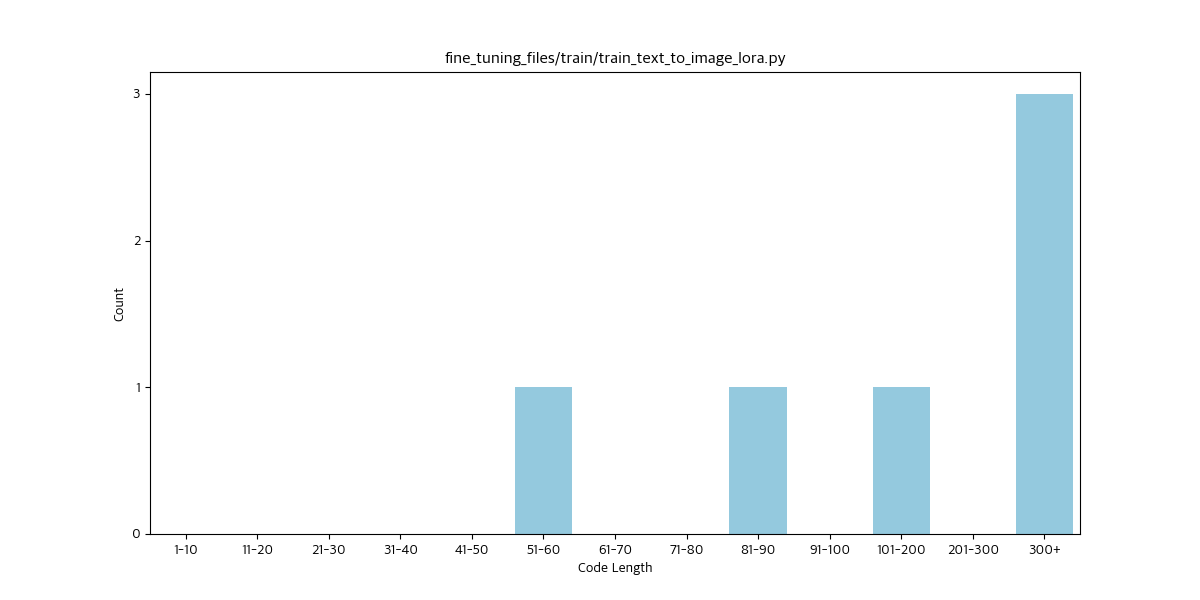 fine_tuning_files/train/train_text_to_image_lora.py
3
2
1
0
Count
1-10 11-20 21-30 31-40 41-50 51-60 61-70 71-80 81-90 91-100 101-200 201-300 300+
Code Length